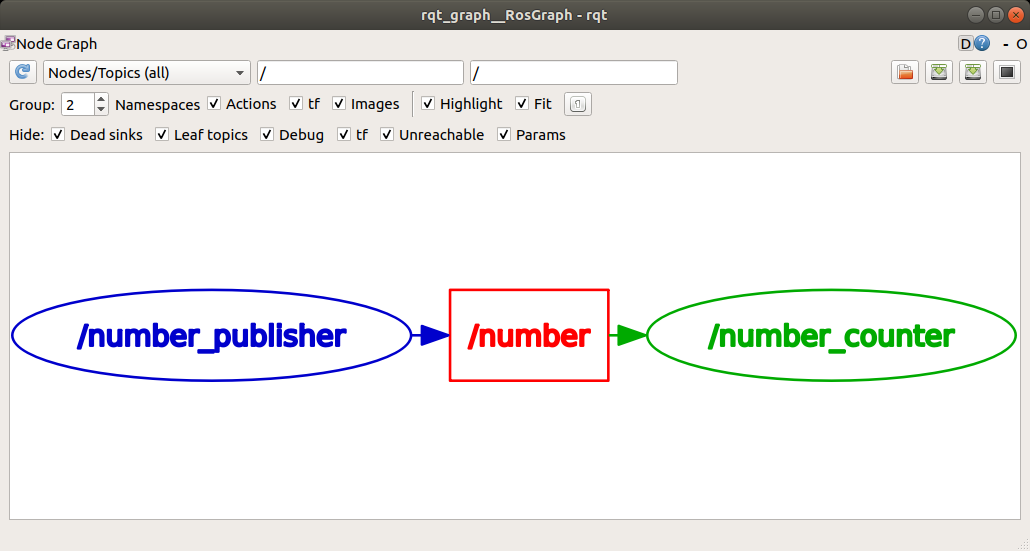 rqt_graph__RosGraph - rqt
Node Graph D ? - O
Nodes/Topics (all) / /
Group: 2 Namespaces Actions tf Images Highlight Fit
Hide: Dead sinks Leaf topics Debug tf Unreachable Params
/number_publisher /number /number_counter